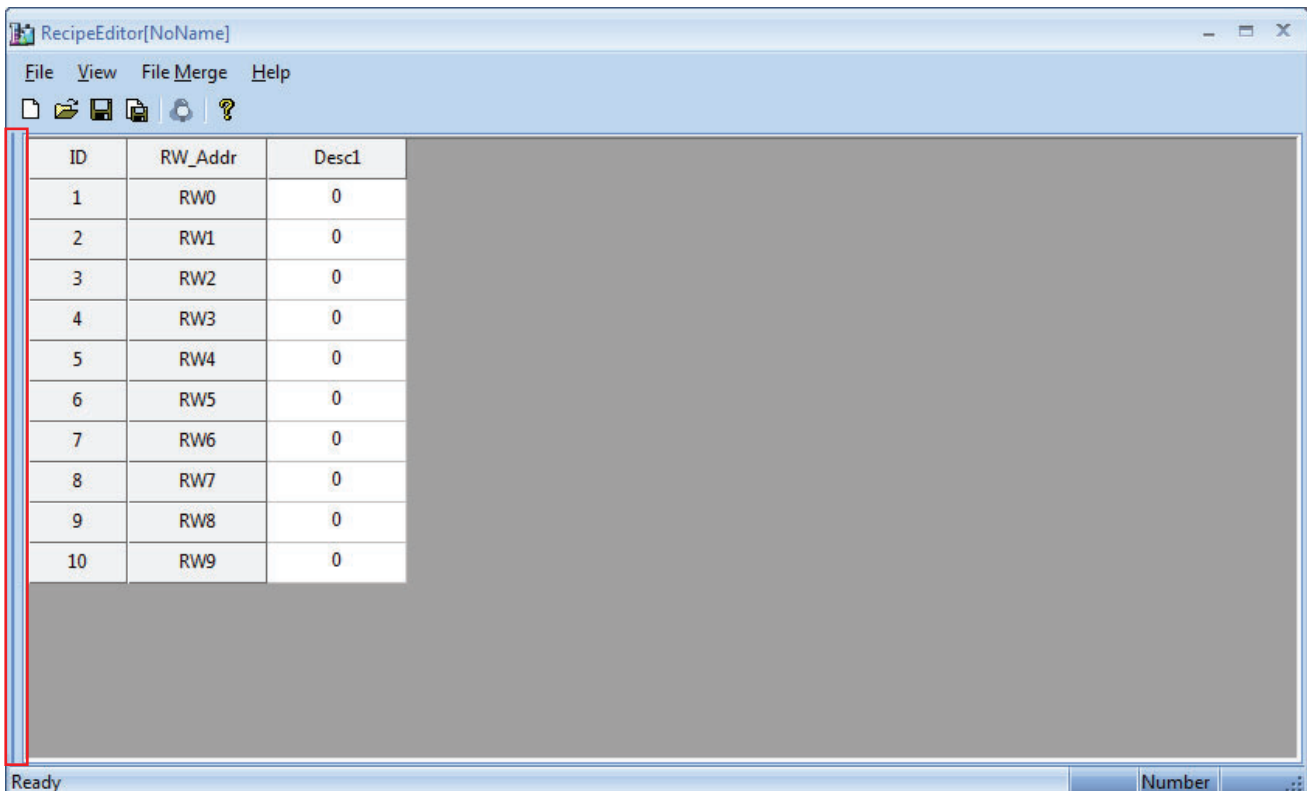 RecipeEditor[NoName]
File View File Merge Help
ID RW_Addr Desc1
1 RW0 0
2 RW1 0
3 RW2 0
4 RW3 0
5 RW4 0
6 RW5 0
7 RW6 0
8 RW7 0
9 RW8 0
10 RW9 0
Ready Number